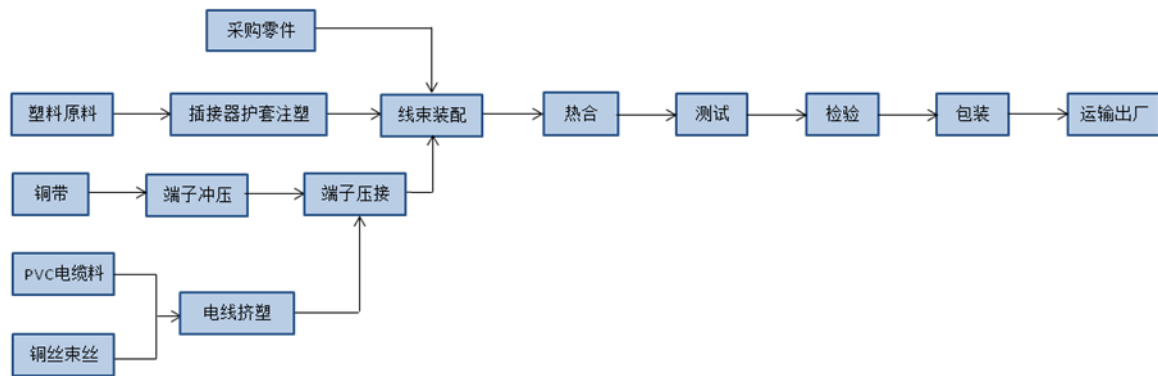 采购零件
塑料原料
插接器护套注塑
线束装配
热合
测试
检验
包装
运输出厂
铜带
端子冲压
端子压接
PVC电缆料
电线挤塑
铜丝束丝